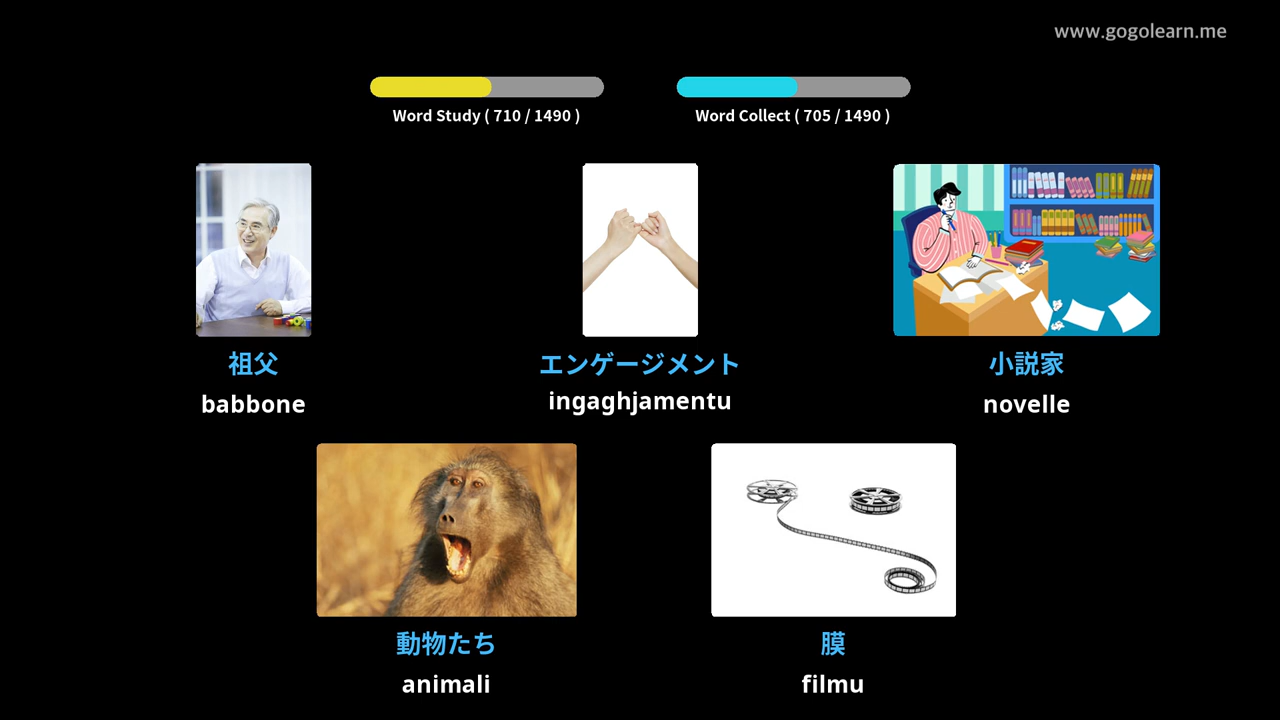 www.gogolearn.me
Word Study ( 710 / 1490 )
Word Collect ( 705 / 1490 )
祖父
babbone
エンゲージメント
ingaghjamentu
小説家
novelle
動物たち
animali
膜
filmu